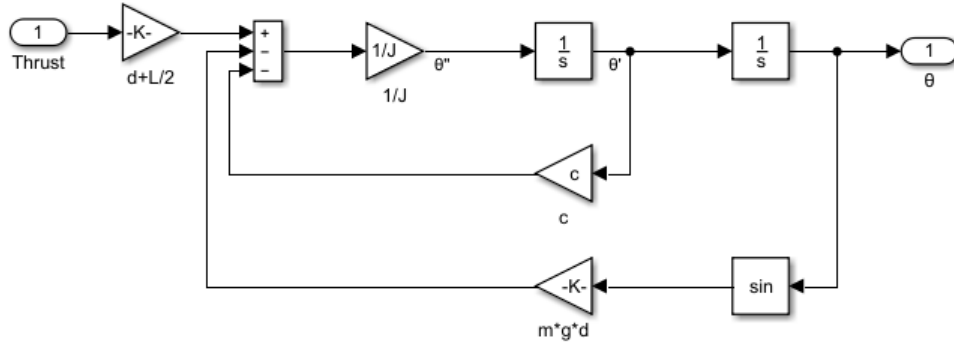 1
Thrust
-K-
d+L/2
+
−
−
1/J
1/J
θ"
1
s
θ'
1
s
1
θ
c
c
-K-
m*g*d
sin